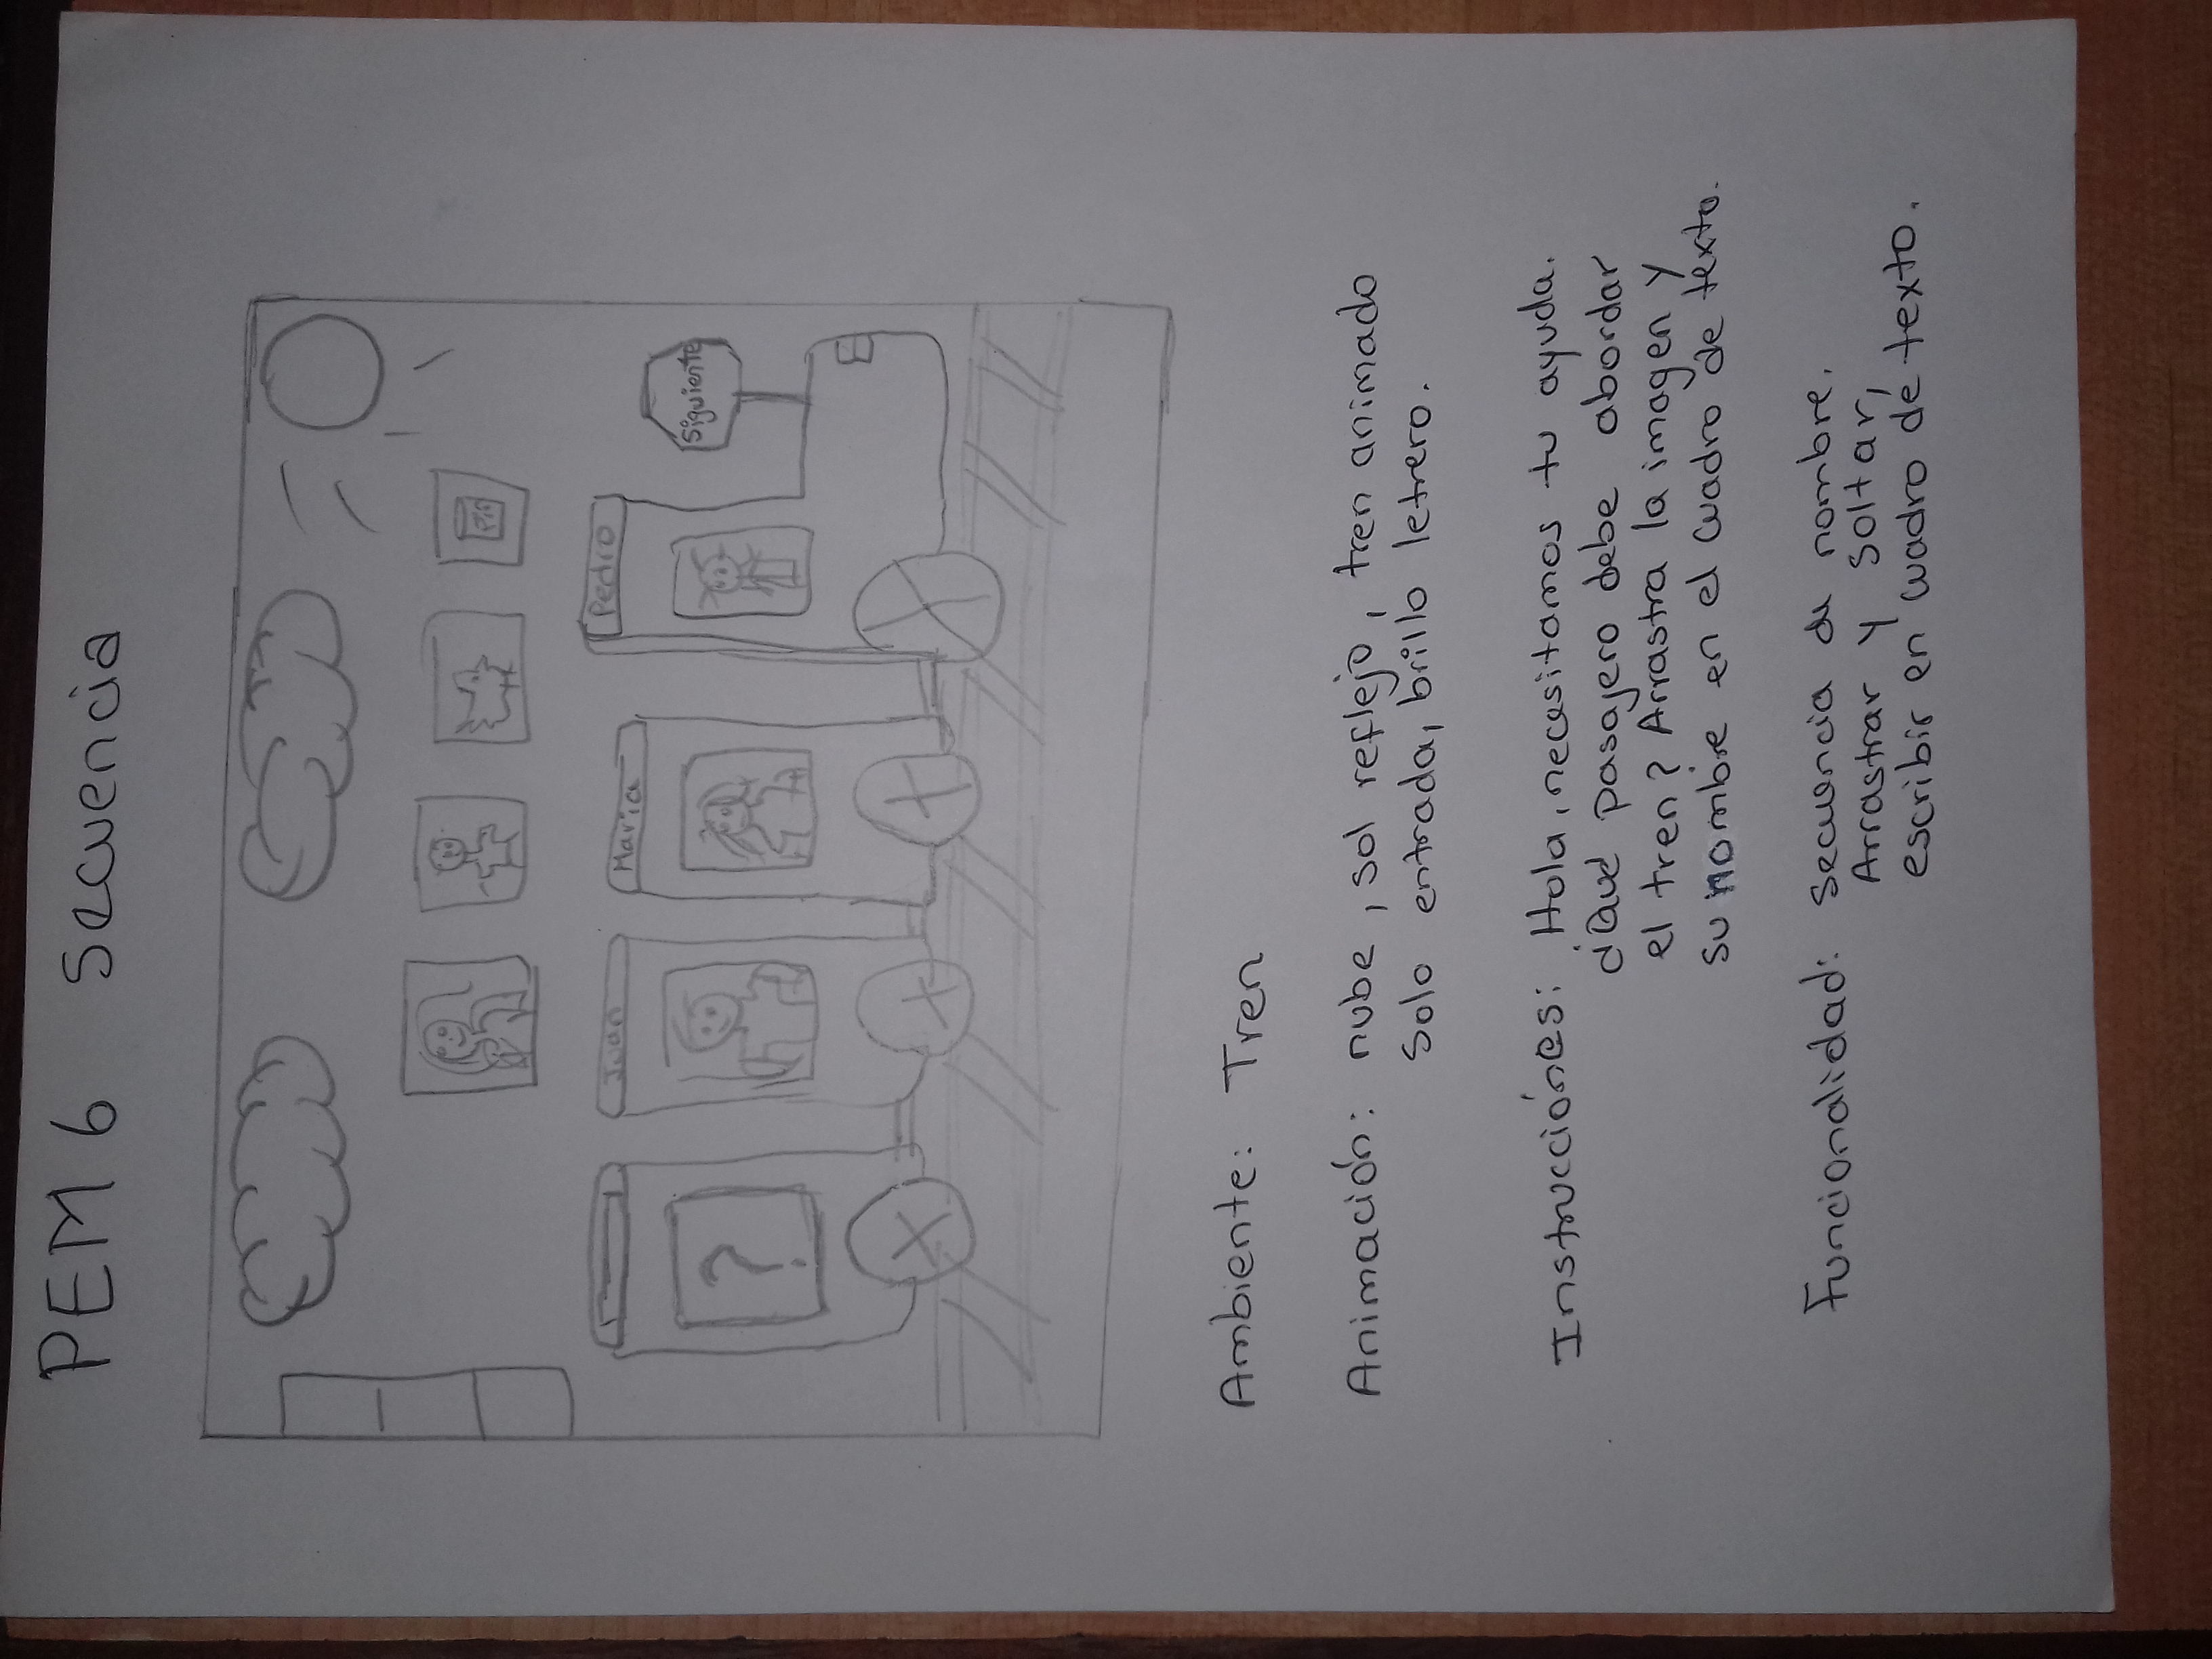 PEM 6 Secuencia
Juan
Maria
Pedro
?
Siguiente
Ambiente: Tren
Animación: nube, sol reflejo, tren animado
solo entrada, brillo letrero.
Instrucciónes: Hola, necesitamos tu ayuda.
¿Qué pasajero debe abordar
el tren? Arrastra la imagen y
su nombre en el cuadro de texto.
Funcionalidad: secuencia de nombre.
Arrastrar y soltar,
escribir en cuadro de texto.